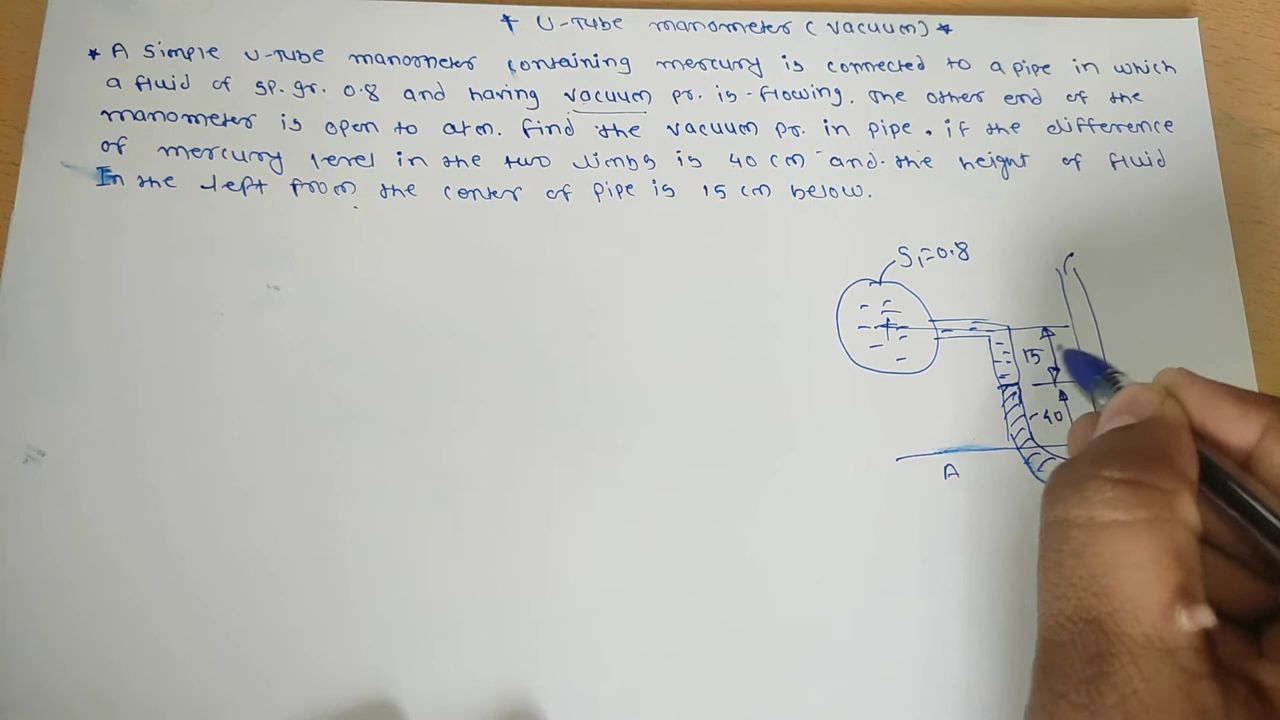 * U-Tube manometer (vacuum) *
* A simple U-Tube manometer containing mercury is connected to a pipe in which
a fluid of sp. gr. 0.8 and having vacuum pr. is flowing. The other end of the
manometer is open to atm. find the vacuum pr. in pipe. if the difference
of mercury level in the two limbs is 40 cm and the height of fluid
In the left from the center of pipe is 15 cm below.
S₁=0.8
15
40
A